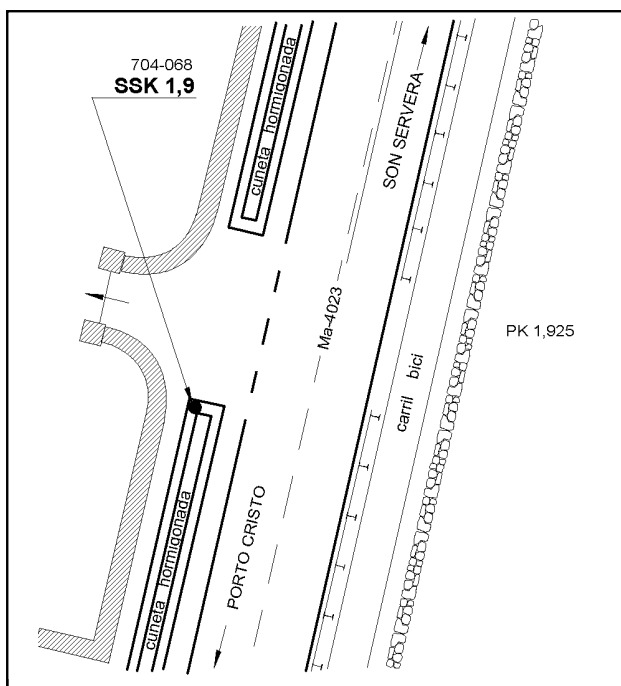 704-068
SSK 1,9
cuneta hormigonada
SON SERVERA
Ma-4023
PK 1,925
carril bici
cuneta hormigonada
PORTO CRISTO